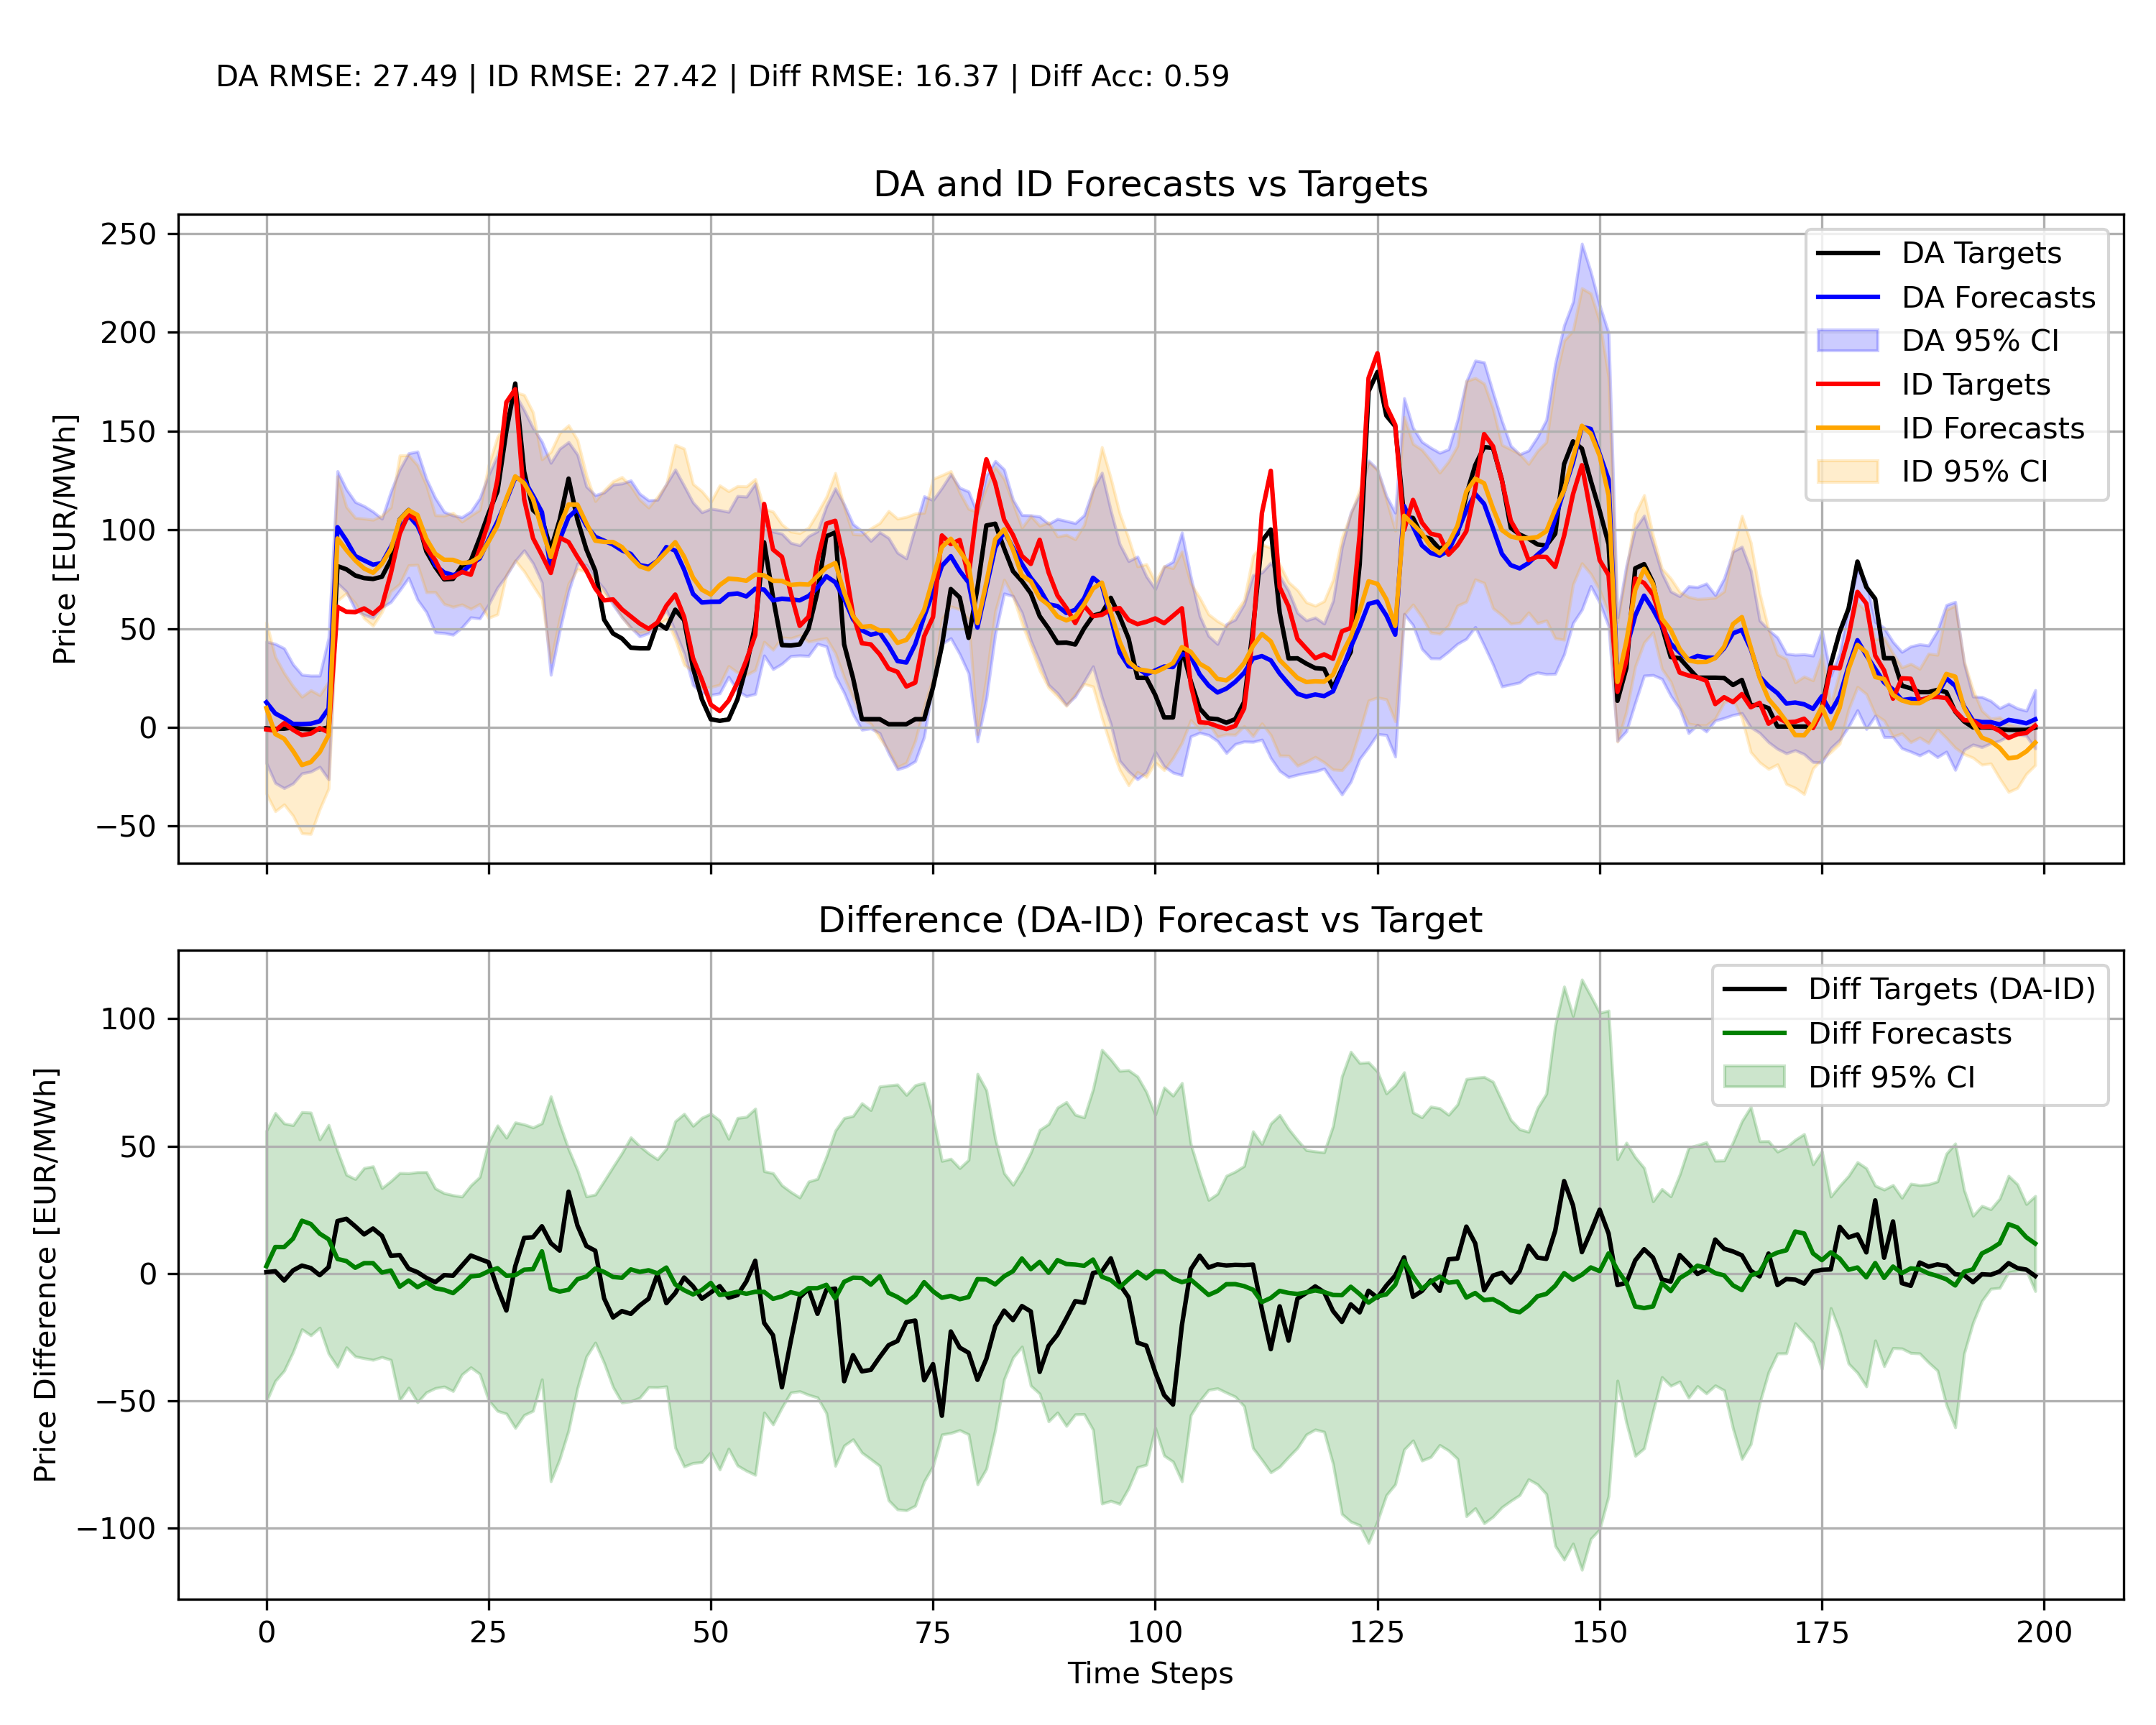 DA RMSE: 27.49 | ID RMSE: 27.42 | Diff RMSE: 16.37 | Diff Acc: 0.59
DA and ID Forecasts vs Targets
Price [EUR/MWh]
250
200
150
100
50
0
−50
DA Targets
DA Forecasts
DA 95% CI
ID Targets
ID Forecasts
ID 95% CI
Difference (DA-ID) Forecast vs Target
Price Difference [EUR/MWh]
100
50
0
−50
−100
Diff Targets (DA-ID)
Diff Forecasts
Diff 95% CI
0 25 50 75 100 125 150 175 200
Time Steps